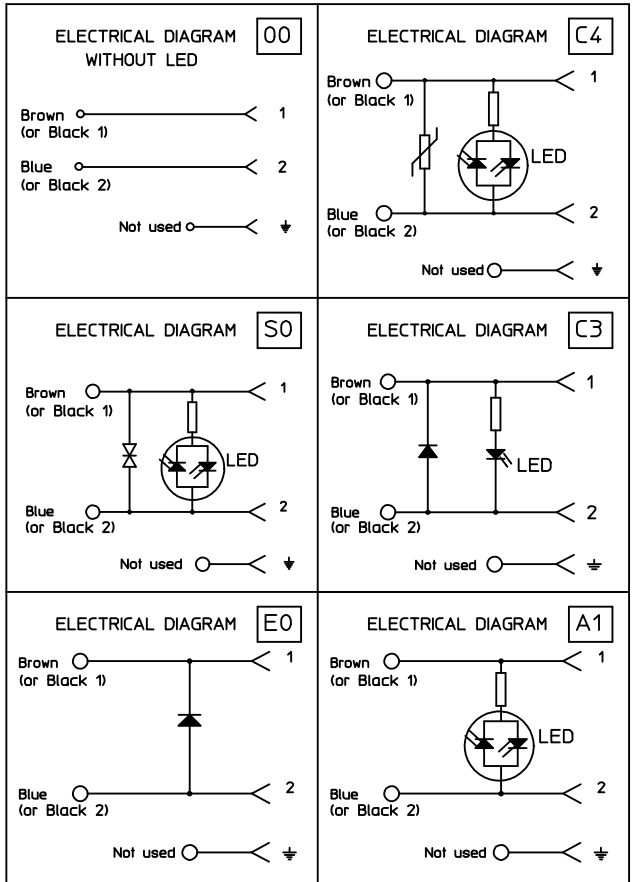 ELECTRICAL DIAGRAM 00
WITHOUT LED
Brown 1
(or Black 1)
Blue 2
(or Black 2)
Not used
ELECTRICAL DIAGRAM C4
Brown 1
(or Black 1)
LED
Blue 2
(or Black 2)
Not used
ELECTRICAL DIAGRAM S0
Brown 1
(or Black 1)
LED
Blue 2
(or Black 2)
Not used
ELECTRICAL DIAGRAM C3
Brown 1
(or Black 1)
LED
Blue 2
(or Black 2)
Not used
ELECTRICAL DIAGRAM E0
Brown 1
(or Black 1)
Blue 2
(or Black 2)
Not used
ELECTRICAL DIAGRAM A1
Brown 1
(or Black 1)
LED
Blue 2
(or Black 2)
Not used